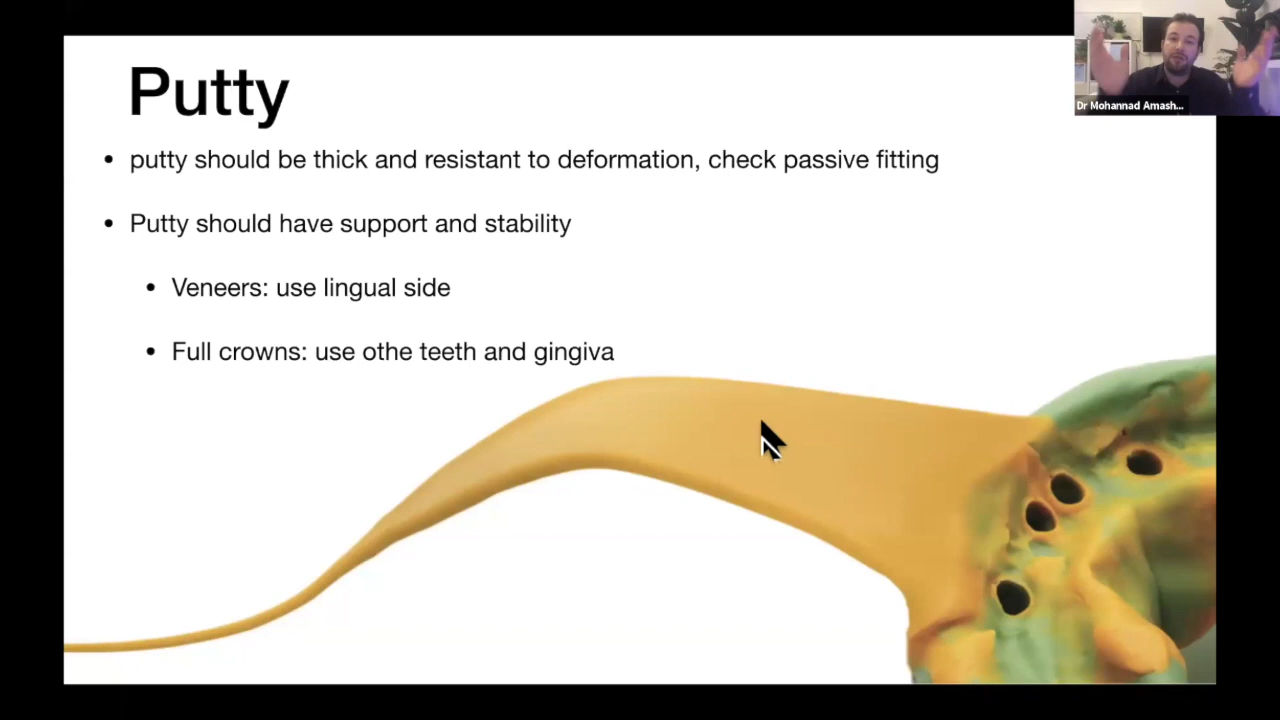 Putty
Dr Mohannad Amash...
• putty should be thick and resistant to deformation, check passive fitting
• Putty should have support and stability
• Veneers: use lingual side
• Full crowns: use othe teeth and gingiva